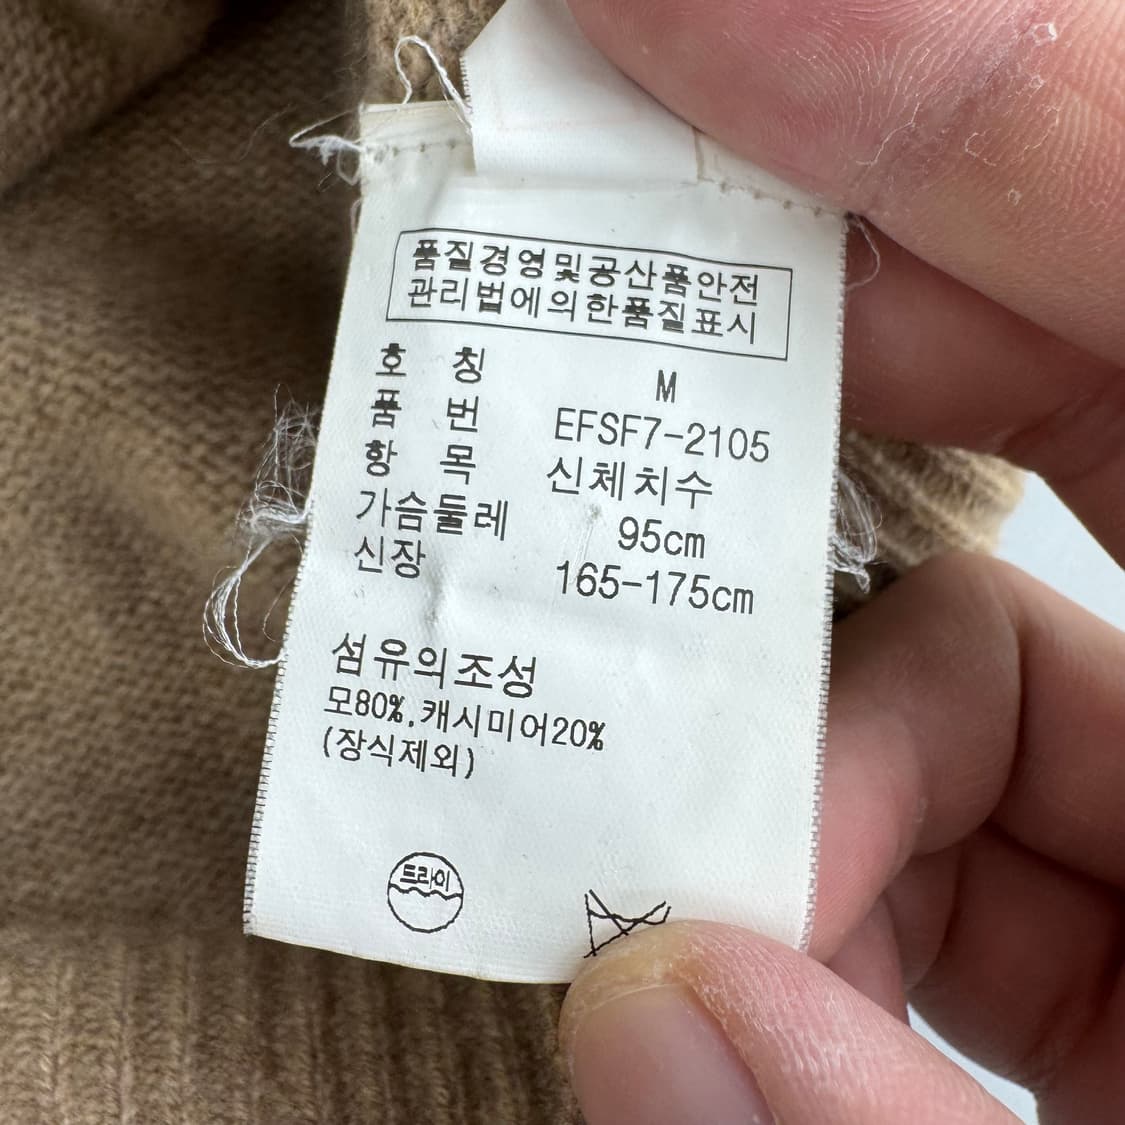 품질경영및공산품안전
관리법에의한품질표시
호 칭 M
품 번 EFSF7-2105
항 목 신체치수
가슴둘레 95cm
신장 165-175cm
섬유의조성
모80%,캐시미어20%
(장식제외)
드라이